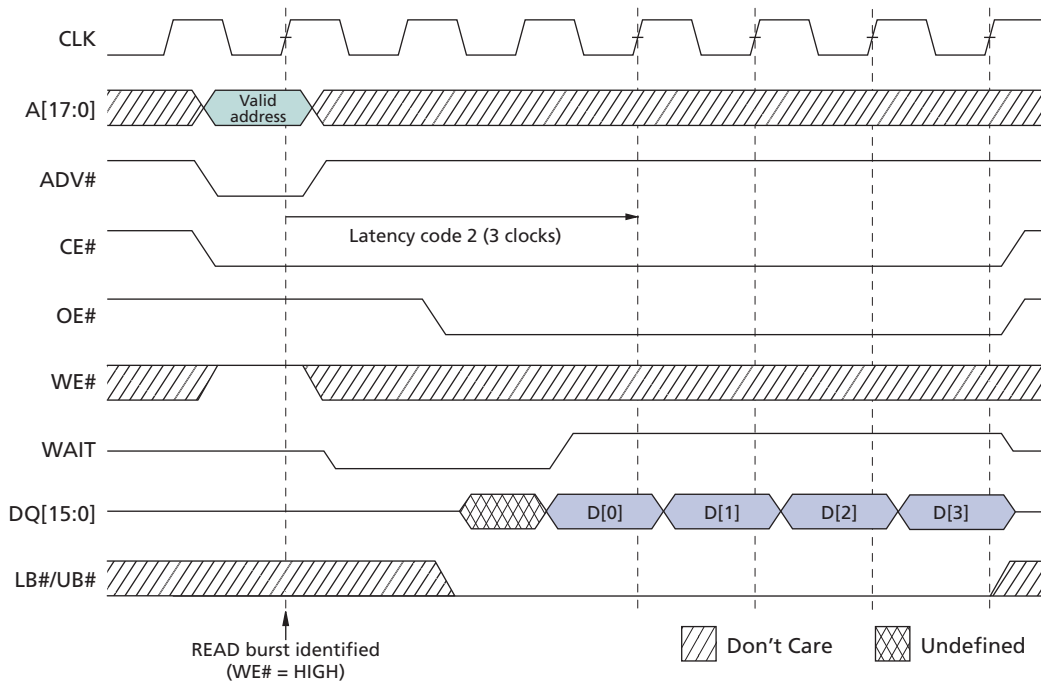 CLK
A[17:0]
Valid
address
ADV#
Latency code 2 (3 clocks)
CE#
OE#
WE#
WAIT
DQ[15:0]
D[0]
D[1]
D[2]
D[3]
LB#/UB#
READ burst identified
(WE# = HIGH)
Don't Care
Undefined